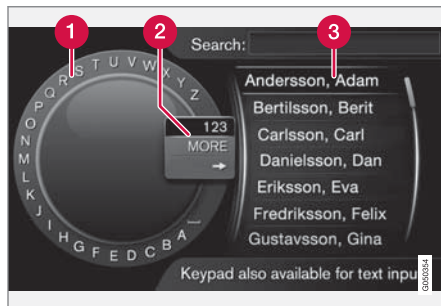 1
2
3
Search:
A B C D E F G H I J K L M N O P Q R S T U V W X Y Z
123
MORE
Andersson, Adam
Bertilsson, Berit
Carlsson, Carl
Danielsson, Dan
Eriksson, Eva
Fredriksson, Felix
Gustavsson, Gina
Keypad also available for text inpu
G050354